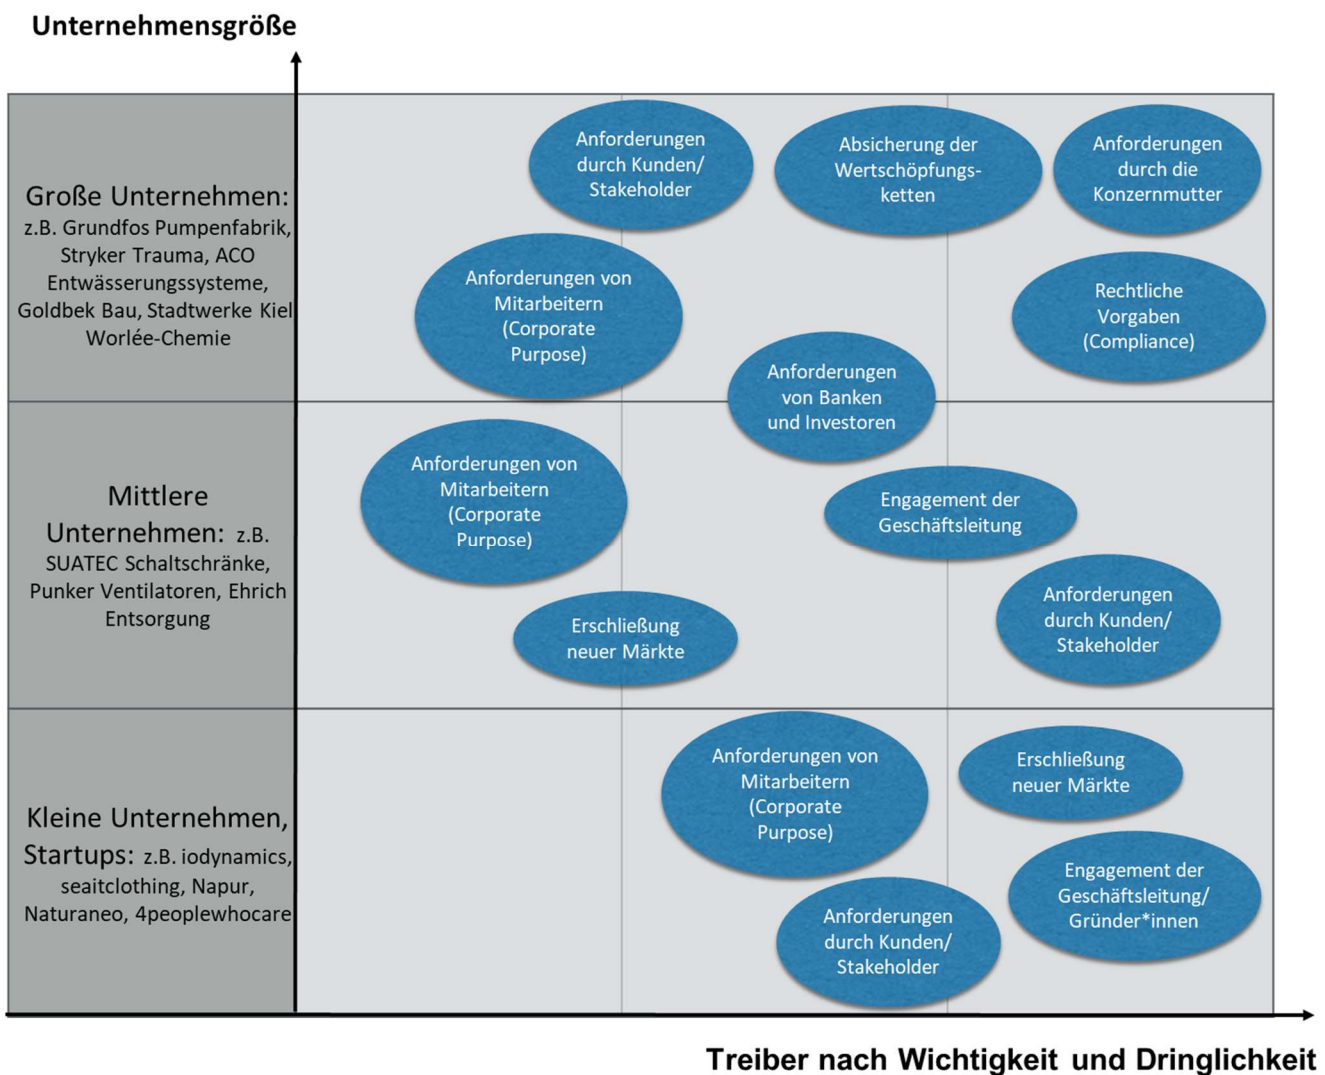 Unternehmensgröße
Große Unternehmen:
z.B. Grundfos Pumpenfabrik,
Stryker Trauma, ACO
Entwässerungssysteme,
Goldbek Bau, Stadtwerke Kiel
Worlée-Chemie
Anforderungen
durch Kunden/
Stakeholder
Absicherung der
Wertschöpfungs-
ketten
Anforderungen
durch die
Konzernmutter
Anforderungen von
Mitarbeitern
(Corporate
Purpose)
Rechtliche
Vorgaben
(Compliance)
Anforderungen
von Banken
und Investoren
Mittlere
Unternehmen: z.B.
SUATEC Schaltschränke,
Punker Ventilatoren, Ehrich
Entsorgung
Anforderungen von
Mitarbeitern
(Corporate
Purpose)
Engagement der
Geschäftsleitung
Erschließung
neuer Märkte
Anforderungen
durch Kunden/
Stakeholder
Kleine Unternehmen,
Startups: z.B. iodynamics,
seaitclothing, Napur,
Naturaneo, 4peoplewhocare
Anforderungen von
Mitarbeitern
(Corporate
Purpose)
Erschließung
neuer Märkte
Anforderungen
durch Kunden/
Stakeholder
Engagement der
Geschäftsleitung/
Gründer*innen
Treiber nach Wichtigkeit und Dringlichkeit